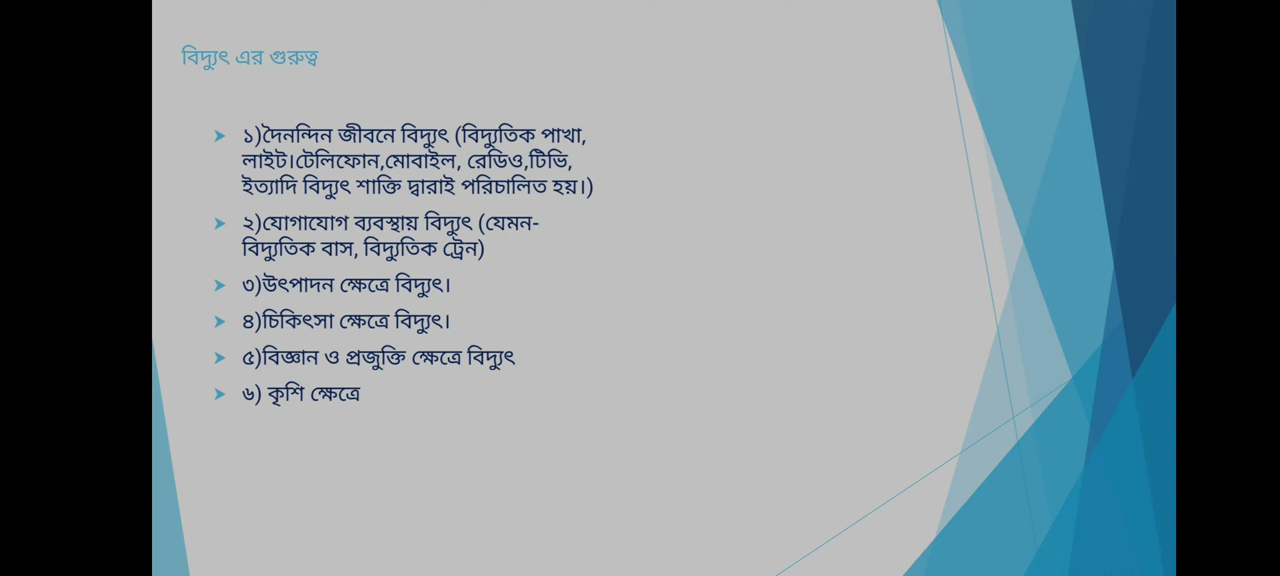 বিদ্যুৎ এর গুরুত্ব
১)দৈনন্দিন জীবনে বিদ্যুৎ (বিদ্যুতিক পাখা,
লাইট।টেলিফোন,মোবাইল, রেডিও,টিভি,
ইত্যাদি বিদ্যুৎ শাক্তি দ্বারাই পরিচালিত হয়।)
২)যোগাযোগ ব্যবস্থায় বিদ্যুৎ (যেমন-
বিদ্যুতিক বাস, বিদ্যুতিক ট্রেন)
৩)উৎপাদন ক্ষেত্রে বিদ্যুৎ।
৪)চিকিৎসা ক্ষেত্রে বিদ্যুৎ।
৫)বিজ্ঞান ও প্রজুক্তি ক্ষেত্রে বিদ্যুৎ
৬) কৃশি ক্ষেত্রে